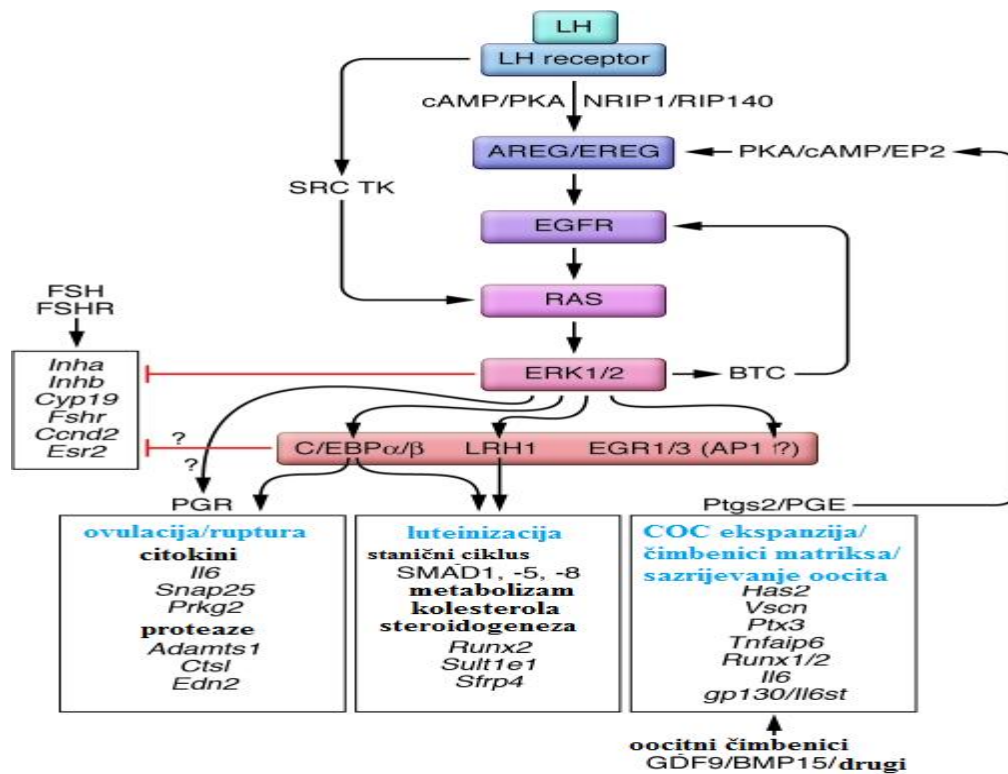 LH
LH receptor
cAMP/PKA NRIP1/RIP140
AREG/EREG
PKA/cAMP/EP2
SRC TK
EGFR
FSH
FSHR
RAS
Inha
Inhb
Cyp19
Fshr
Ccnd2
Esr2
ERK1/2
BTC
?
?
C/EBPα/β LRH1 EGR1/3 (AP1 ?)
PGR
Ptgs2/PGE
ovulacija/ruptura
citokini
Il6
Snap25
Prkg2
proteaze
Adamts1
Ctsl
Edn2
luteinizacija
stanični ciklus
SMAD1, -5, -8
metabolizam
kolesterola
steroidogeneza
Runx2
Sult1e1
Sfrp4
COC ekspanzija/
čimbenici matriksa/
sazrijevanje oocita
Has2
Vscn
Ptx3
Tnfaip6
Runx1/2
Il6
gp130/Il6st
oocitni čimbenici
GDF9/BMP15/drugi